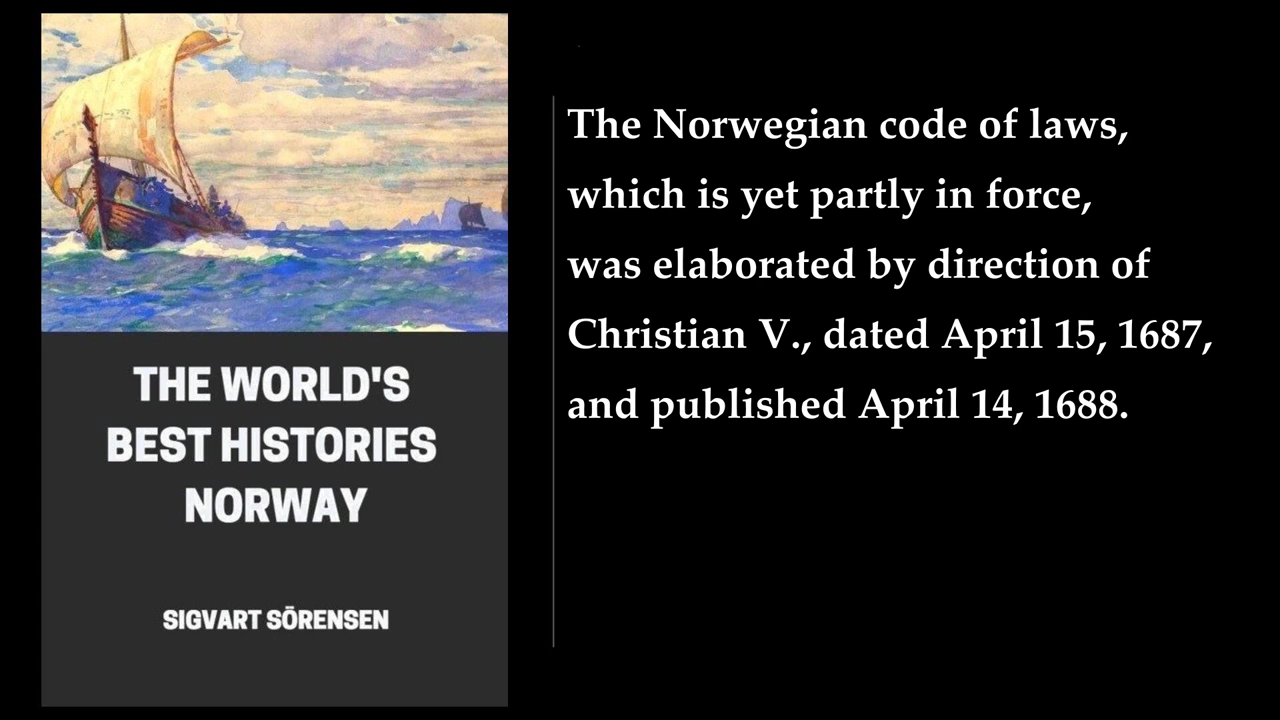 THE WORLD'S
BEST HISTORIES
NORWAY
SIGVART SÖRENSEN
The Norwegian code of laws,
which is yet partly in force,
was elaborated by direction of
Christian V., dated April 15, 1687,
and published April 14, 1688.